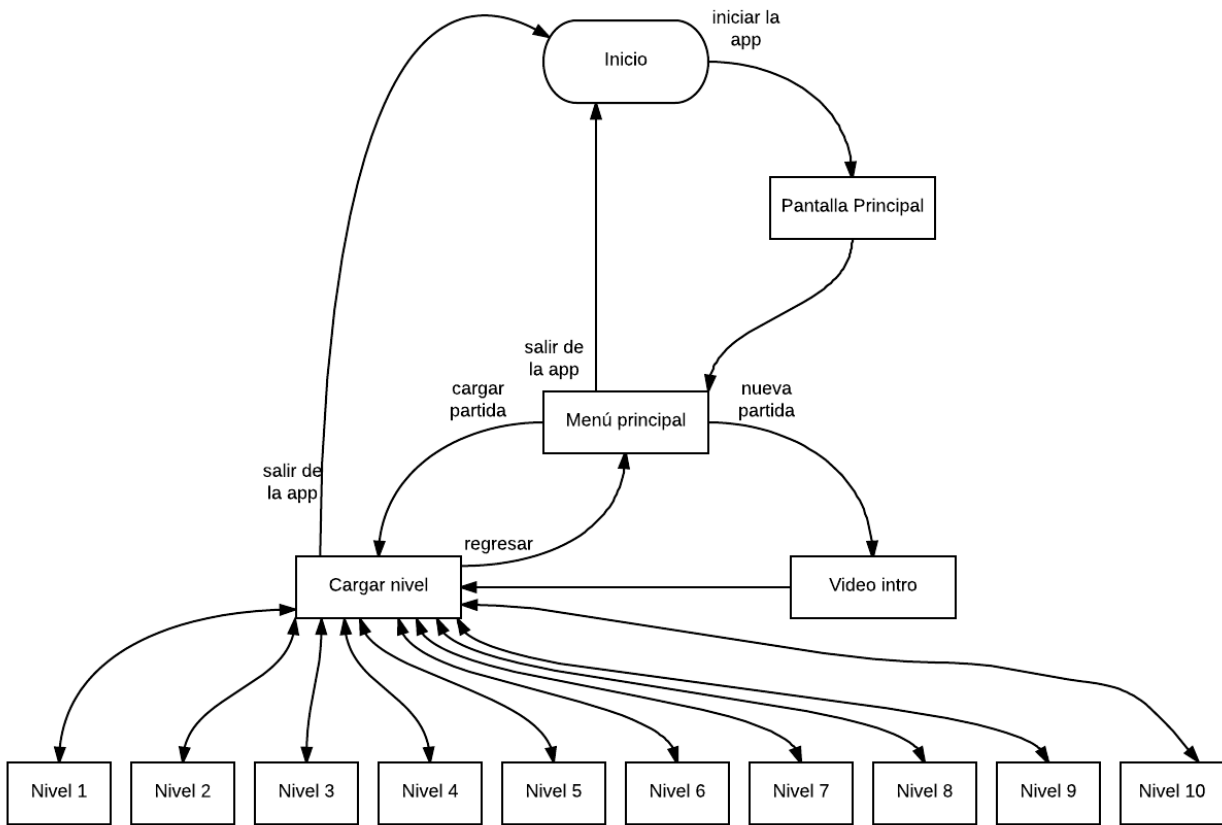 iniciar la
app
Inicio
Pantalla Principal
salir de
la app
cargar
partida
nueva
partida
Menú principal
salir de
la app
regresar
Cargar nivel
Video intro
Nivel 1
Nivel 2
Nivel 3
Nivel 4
Nivel 5
Nivel 6
Nivel 7
Nivel 8
Nivel 9
Nivel 10